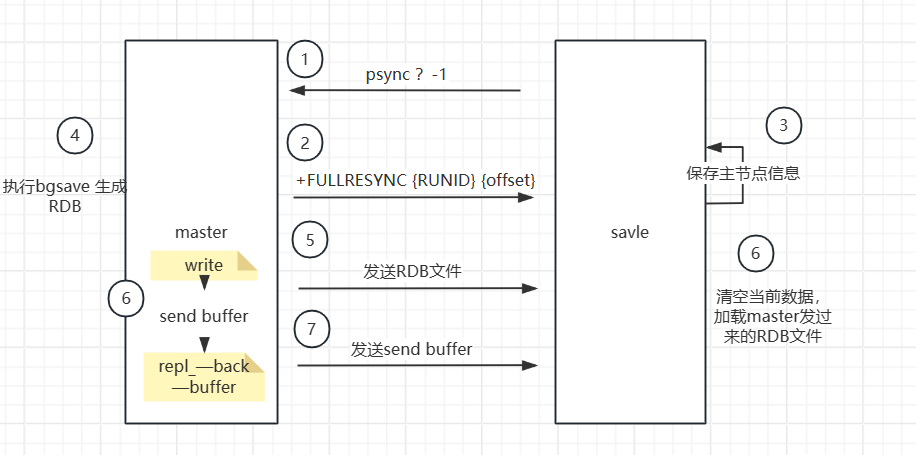 ①
psync ? -1
④
执行bgsave 生成
RDB
②
+FULLRESYNC {RUNID} {offset}
③
保存主节点信息
master
savle
write
⑤
发送RDB文件
⑥
send buffer
⑥
清空当前数据，
加载master发过
来的RDB文件
⑦
发送send buffer
repl_—back
—buffer